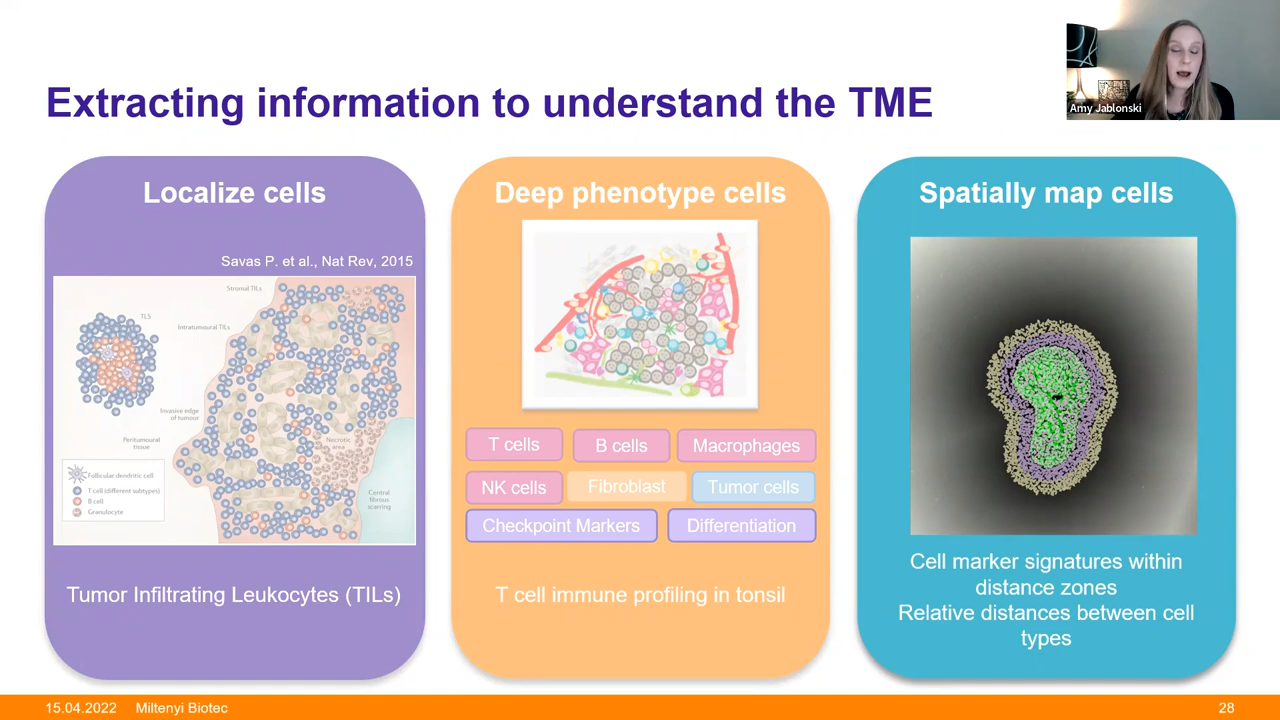 Extracting information to understand the TME
Amy Jablonski
Localize cells
Savas P. et al., Nat Rev, 2015
Stromal TILs
TLS
Intratumoural TILs
Invasive edge
of tumour
Peritumoural
tissue
Necrotic
area
Central
fibrous
scarring
Follicular dendritic cell
T cell (different subtypes)
B cell
Granulocyte
Tumor Infiltrating Leukocytes (TILs)
Deep phenotype cells
T cells
B cells
Macrophages
NK cells
Fibroblast
Tumor cells
Checkpoint Markers
Differentiation
T cell immune profiling in tonsil
Spatially map cells
Cell marker signatures within
distance zones
Relative distances between cell
types
15.04.2022
Miltenyi Biotec
28